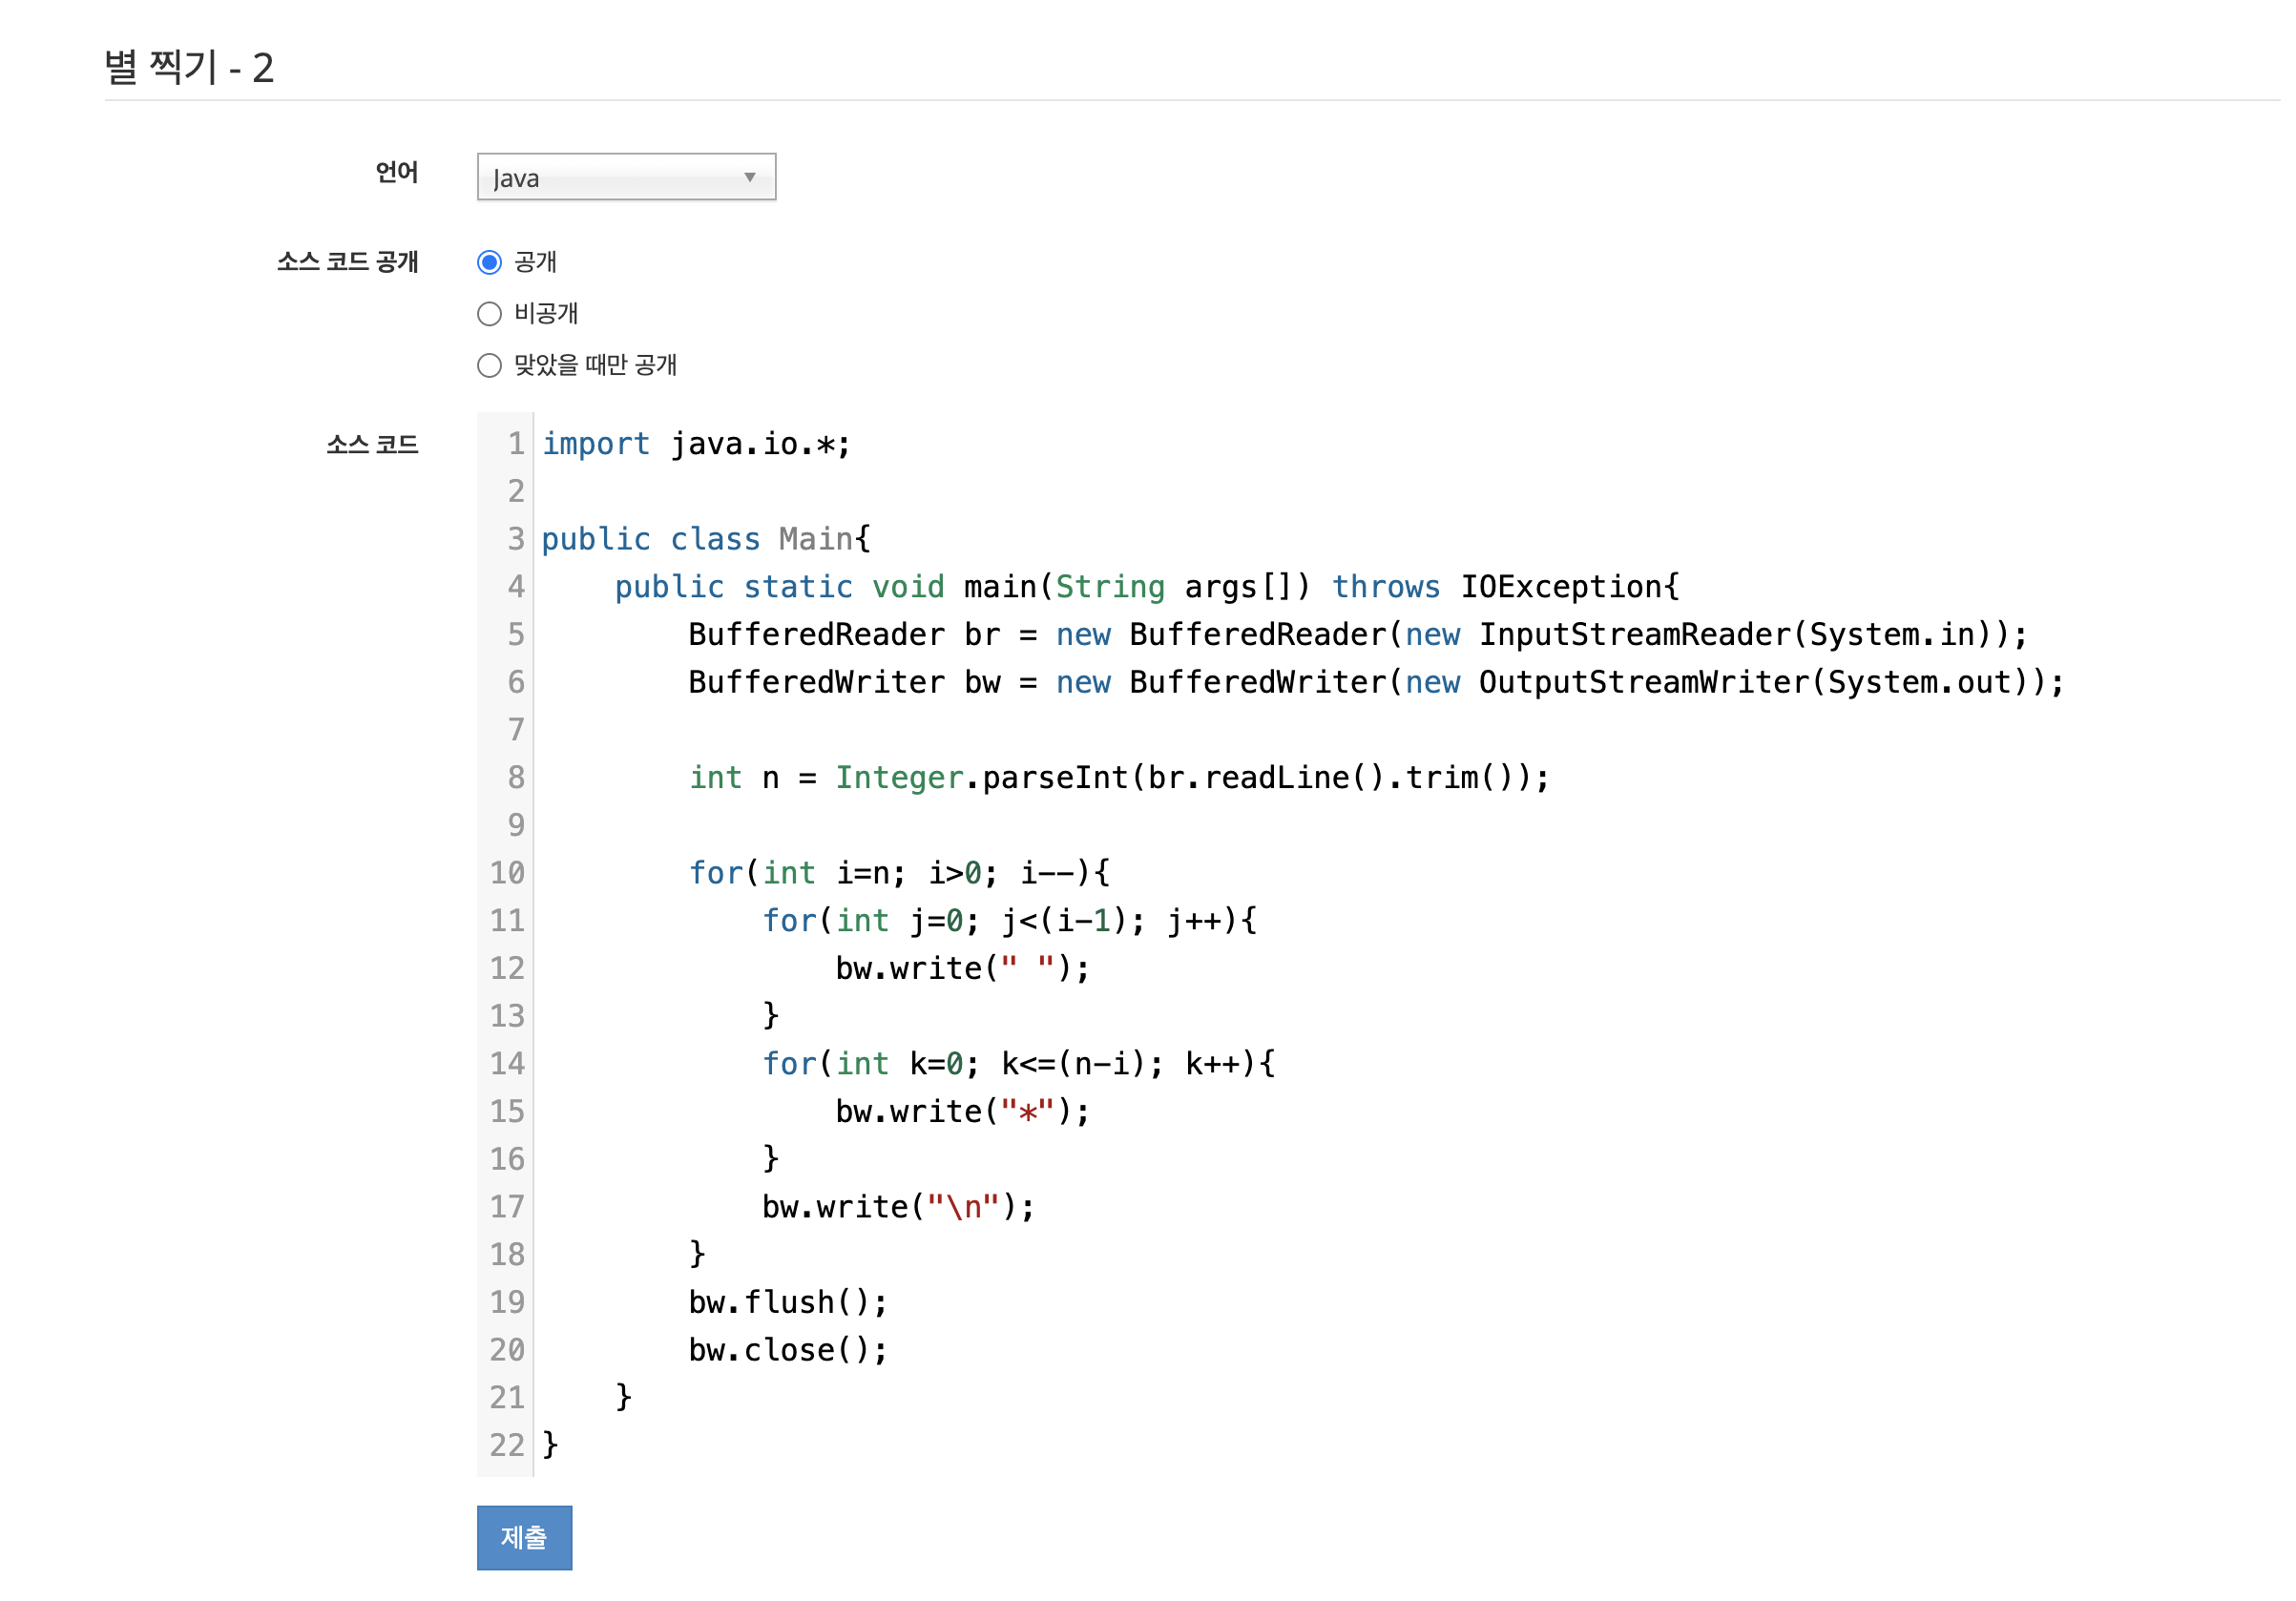 별 찍기 - 2
언어
Java
소스 코드 공개
공개
비공개
맞았을 때만 공개
소스 코드
1 import java.io.*;
2
3 public class Main{
4     public static void main(String args[]) throws IOException{
5         BufferedReader br = new BufferedReader(new InputStreamReader(System.in));
6         BufferedWriter bw = new BufferedWriter(new OutputStreamWriter(System.out));
7
8         int n = Integer.parseInt(br.readLine().trim());
9
10         for(int i=n; i>0; i--){
11             for(int j=0; j<(i-1); j++){
12                 bw.write(" ");
13             }
14             for(int k=0; k<=(n-i); k++){
15                 bw.write("*");
16             }
17             bw.write("\n");
18         }
19         bw.flush();
20         bw.close();
21     }
22 }
제출